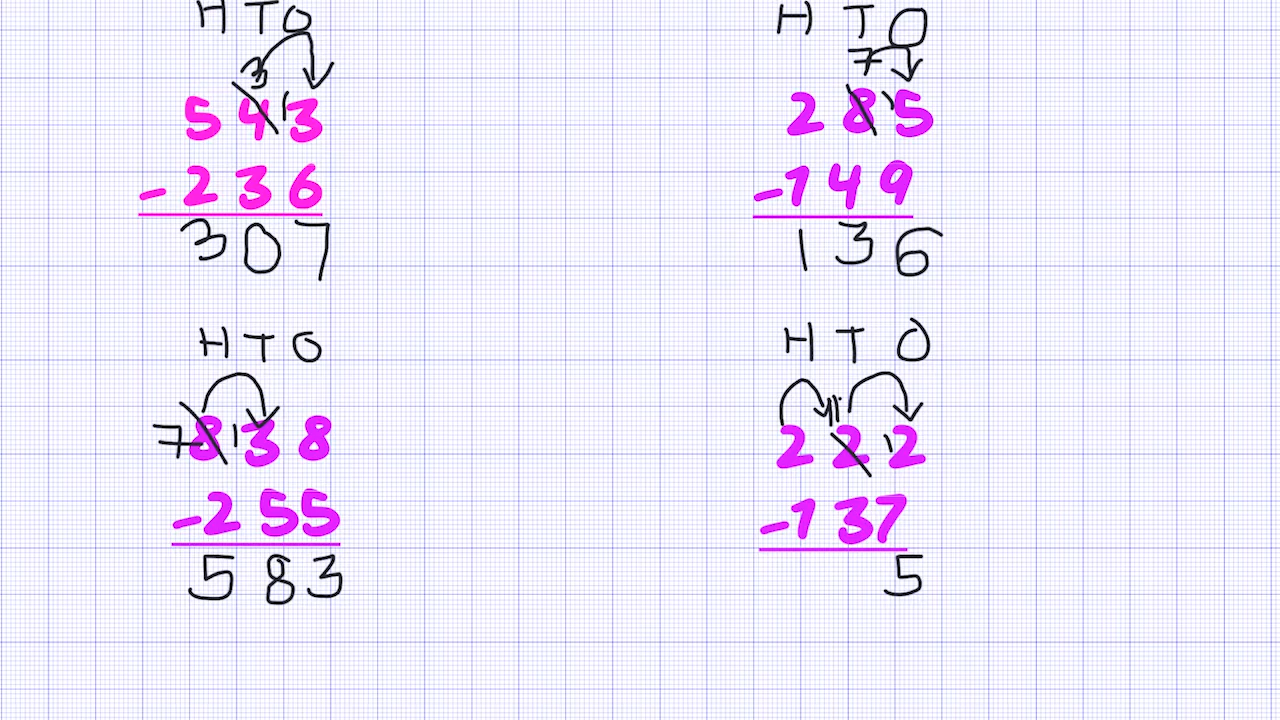 H T O
3
5 4 13
- 2 3 6
3 0 7
H T O
7
2 8 15
- 1 4 9
1 3 6
H T O
7 8 13 8
- 2 5 5
5 8 3
H T O
11
2 2 12
- 1 3 7
5